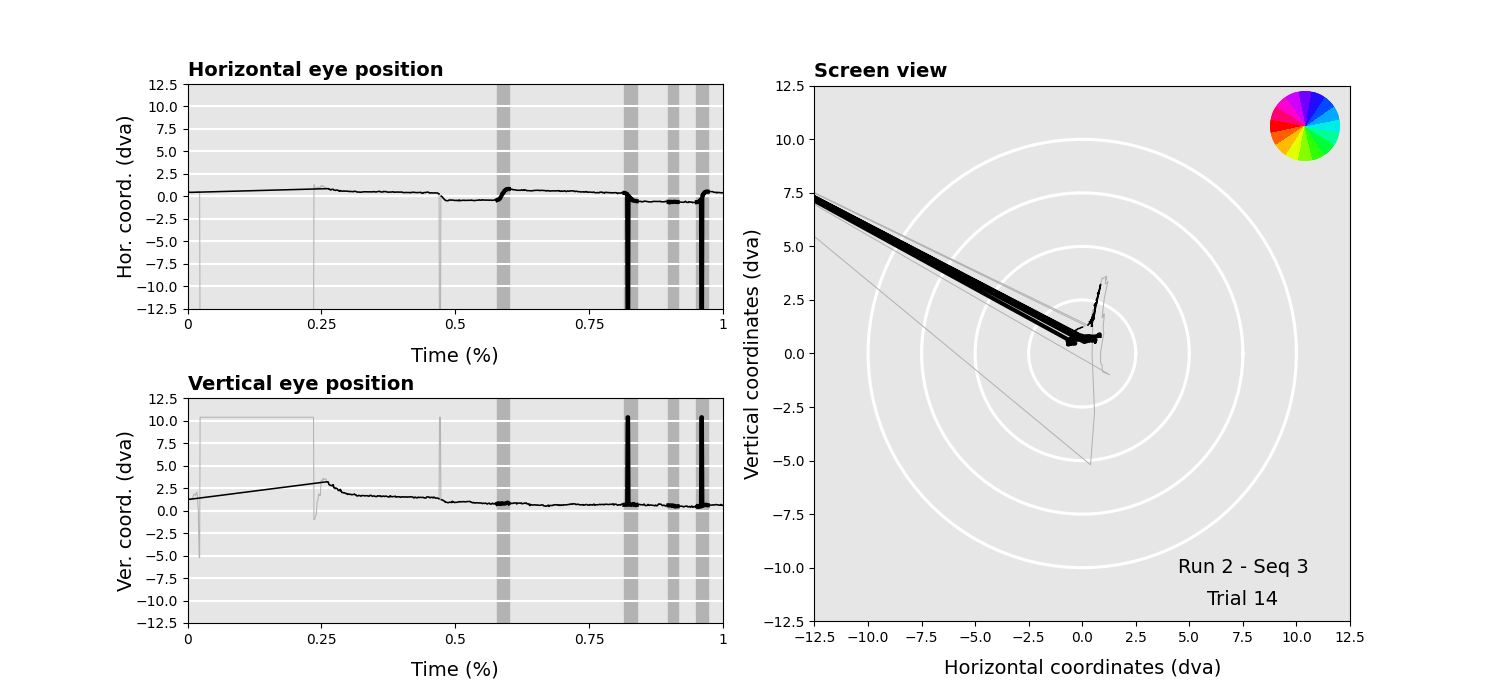 Horizontal eye position
12.5
10.0
7.5
5.0
2.5
0.0
−2.5
−5.0
−7.5
−10.0
−12.5
Hor. coord. (dva)
0 0.25 0.5 0.75 1
Time (%)
Vertical eye position
12.5
10.0
7.5
5.0
2.5
0.0
−2.5
−5.0
−7.5
−10.0
−12.5
Ver. coord. (dva)
0 0.25 0.5 0.75 1
Time (%)
Screen view
12.5
10.0
7.5
5.0
2.5
0.0
−2.5
−5.0
−7.5
−10.0
−12.5
Vertical coordinates (dva)
Run 2 - Seq 3
Trial 14
−12.5 −10.0 −7.5 −5.0 −2.5 0.0 2.5 5.0 7.5 10.0 12.5
Horizontal coordinates (dva)